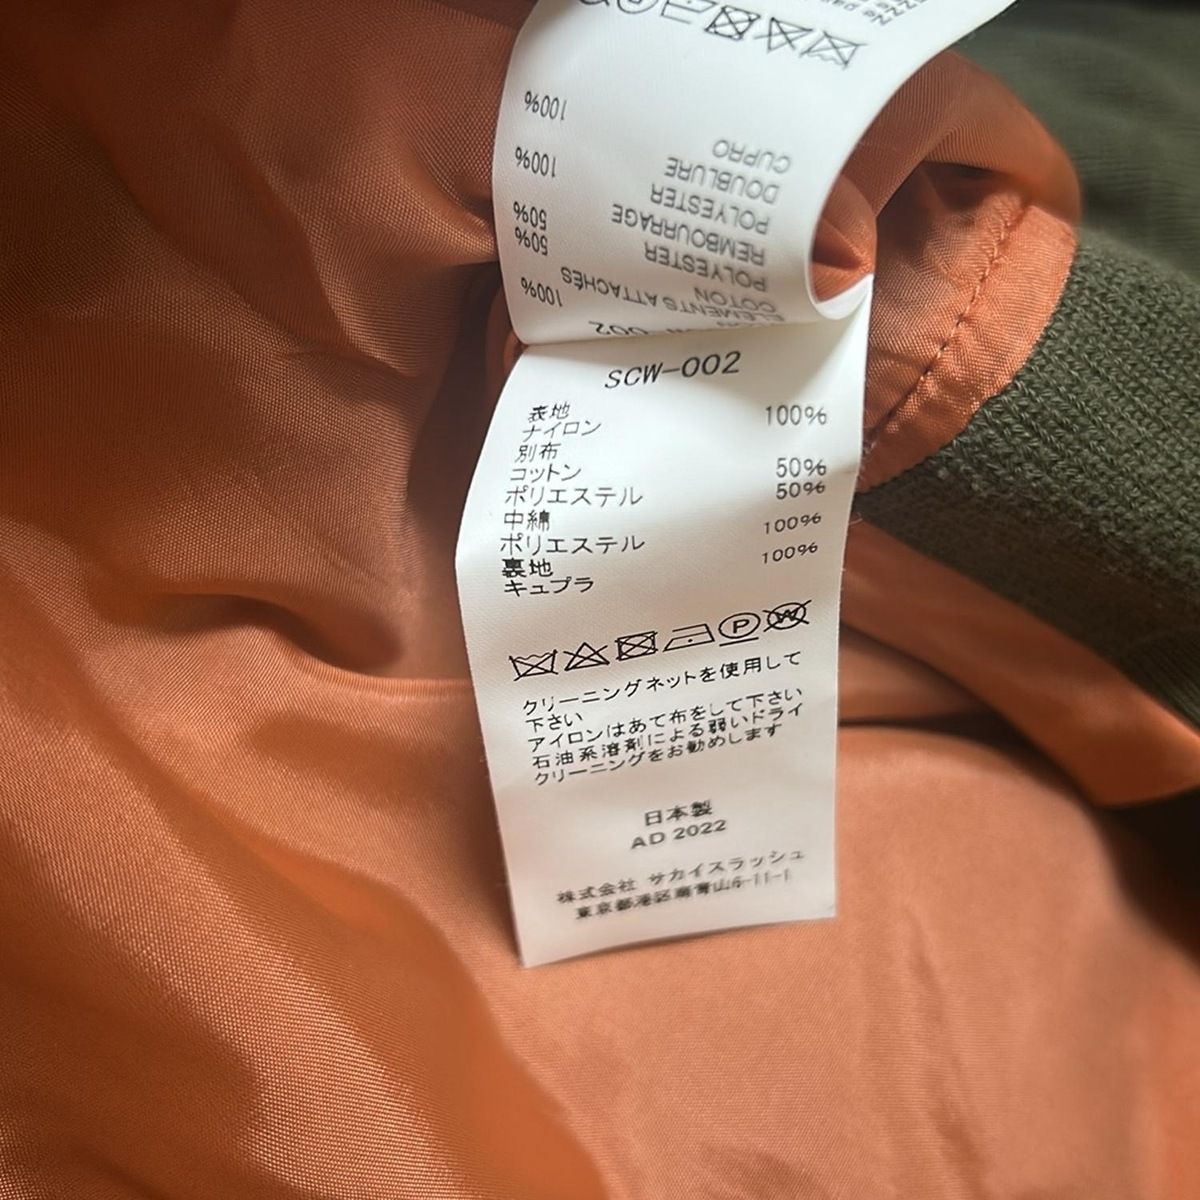 100%
CUPRO
100%
DOUBLURE
POLYESTER
50%
REMBOURRAGE
50%
POLYESTER
POLYESTER
100%
COTON
ELEMENTS ATTACHÉS
SCW-002
表地
ナイロン 100%
別布
コットン 50%
ポリエステル 50%
中綿
ポリエステル 100%
裏地
キュプラ 100%
クリーニングネットを使用して
下さい
アイロンはあて布をして下さい
石油系溶剤による弱いドライ
クリーニングをお勧めします
日本製
AD 2022
株式会社 サカイスラッシュ
東京都港区南青山6-11-1